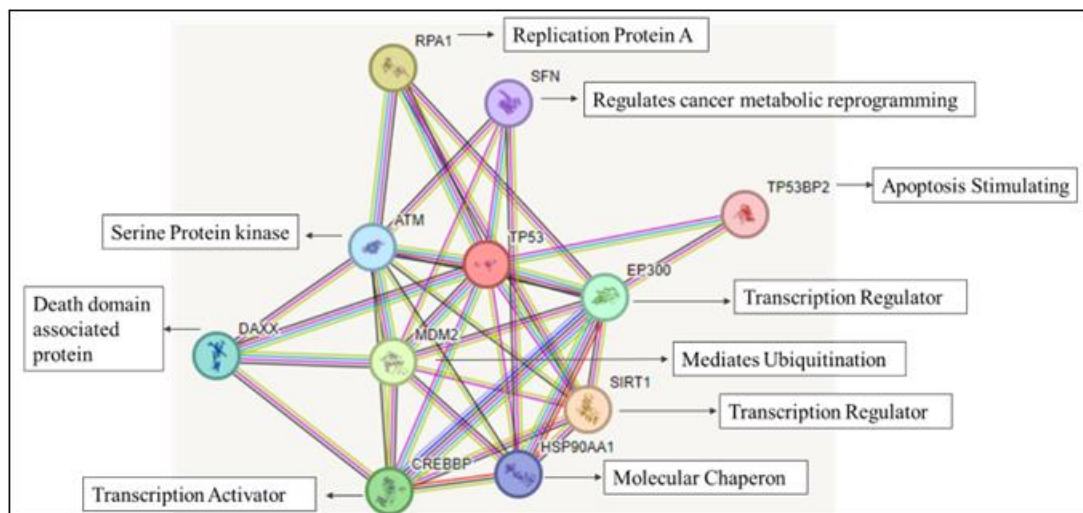 RPA1
Replication Protein A
SFN
Regulates cancer metabolic reprogramming
TP53BP2
Apoptosis Stimulating
ATM
Serine Protein kinase
TP53
EP300
Transcription Regulator
Death domain
associated
protein
DAXX
MDM2
Mediates Ubiquitination
SIRT1
Transcription Regulator
HSP90AA1
Molecular Chaperon
CREBBP
Transcription Activator